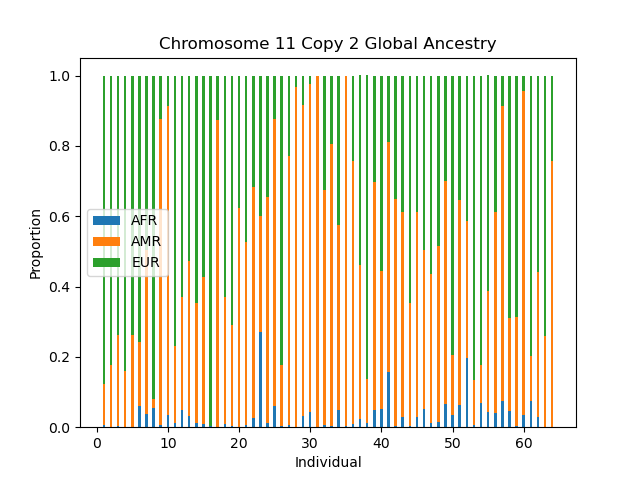 Chromosome 11 Copy 2 Global Ancestry
1.0
0.8
0.6
0.4
0.2
0.0
Proportion
AFR
AMR
EUR
0 10 20 30 40 50 60
Individual